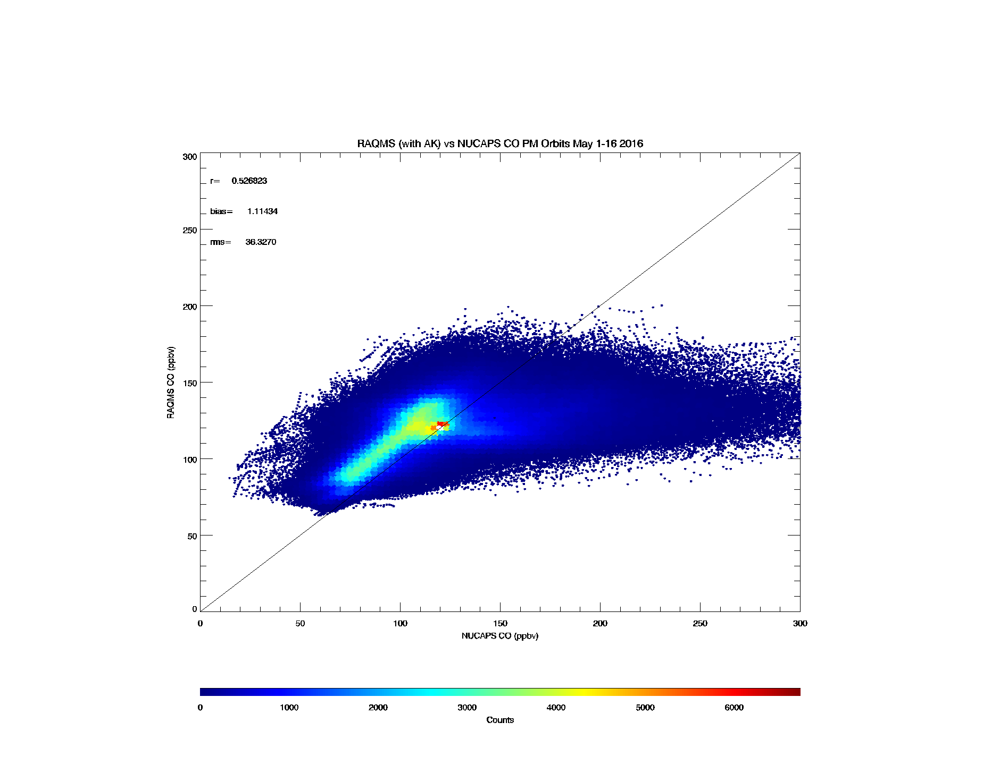 RAQMS (with AK) vs NUCAPS CO PM Orbits May 1-16 2016
300
r= 0.526823
bias= 1.11434
250
rms= 36.3270
200
150
RAQMS CO (ppbv)
100
50
0
0 50 100 150 200 250 300
NUCAPS CO (ppbv)
0 1000 2000 3000 4000 5000 6000
Counts